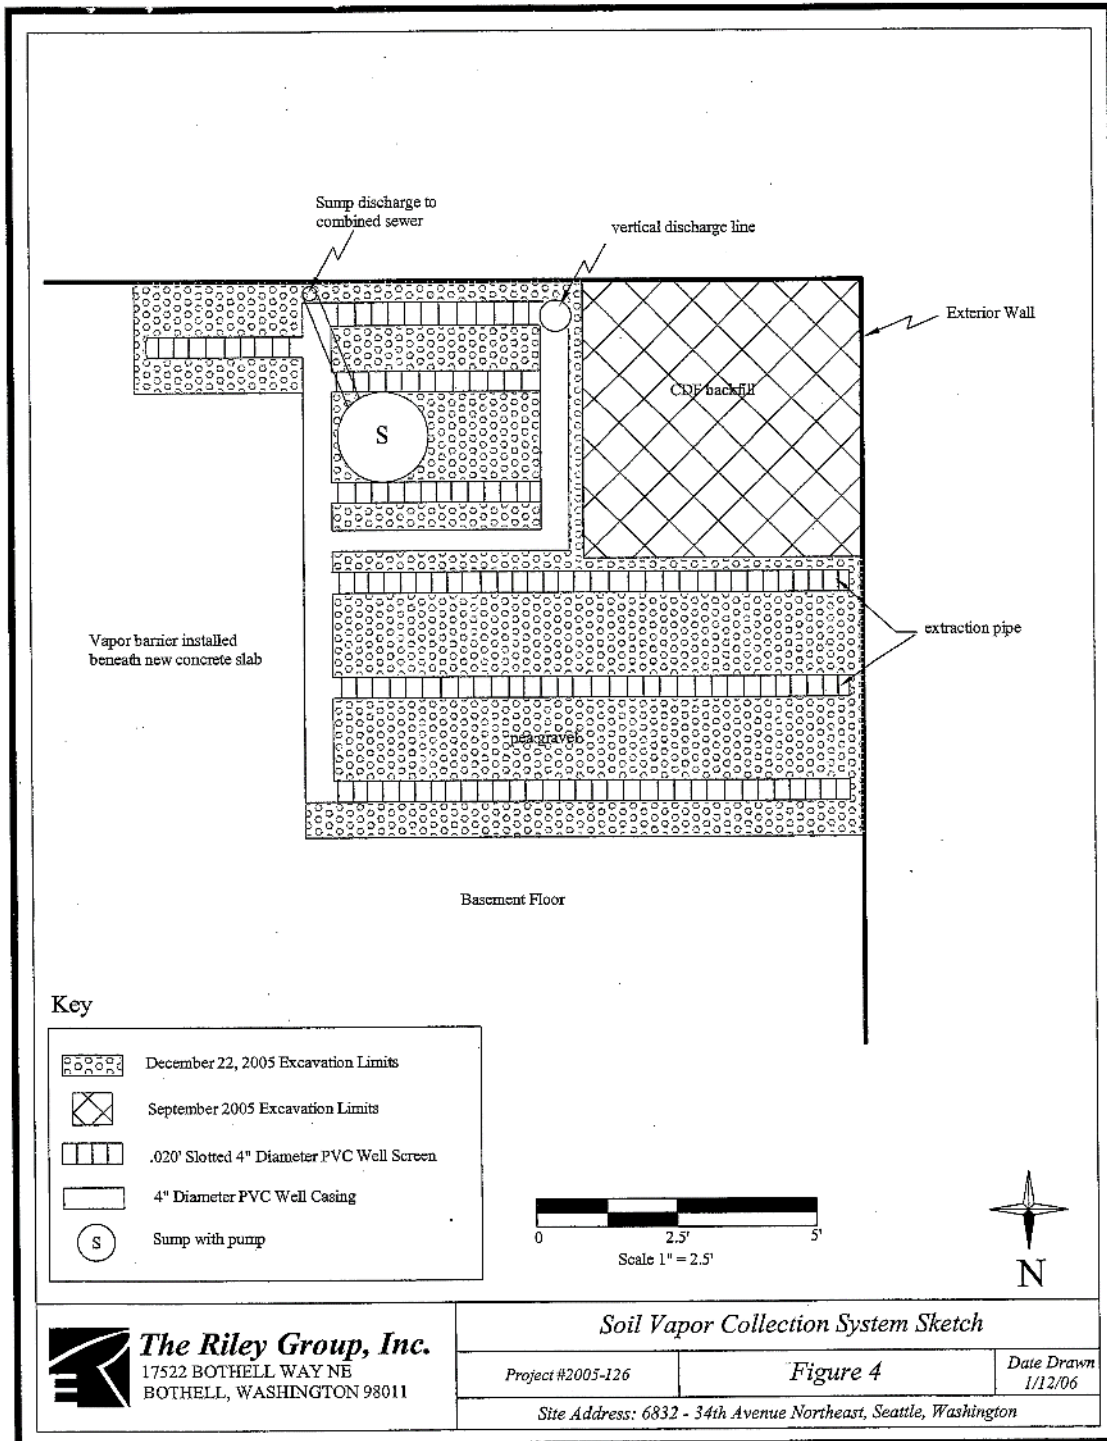 Sump discharge to
combined sewer
vertical discharge line
Exterior Wall
CDF backfill
S
extraction pipe
Vapor barrier installed
beneath new concrete slab
pea gravel
Basement Floor
Key
December 22, 2005 Excavation Limits
September 2005 Excavation Limits
.020' Slotted 4" Diameter PVC Well Screen
4" Diameter PVC Well Casing
S
Sump with pump
0 2.5' 5'
Scale 1" = 2.5'
N
The Riley Group, Inc.
17522 BOTHELL WAY NE
BOTHELL, WASHINGTON 98011
Soil Vapor Collection System Sketch
Project #2005-126
Figure 4
Date Drawn
1/12/06
Site Address: 6832 - 34th Avenue Northeast, Seattle, Washington